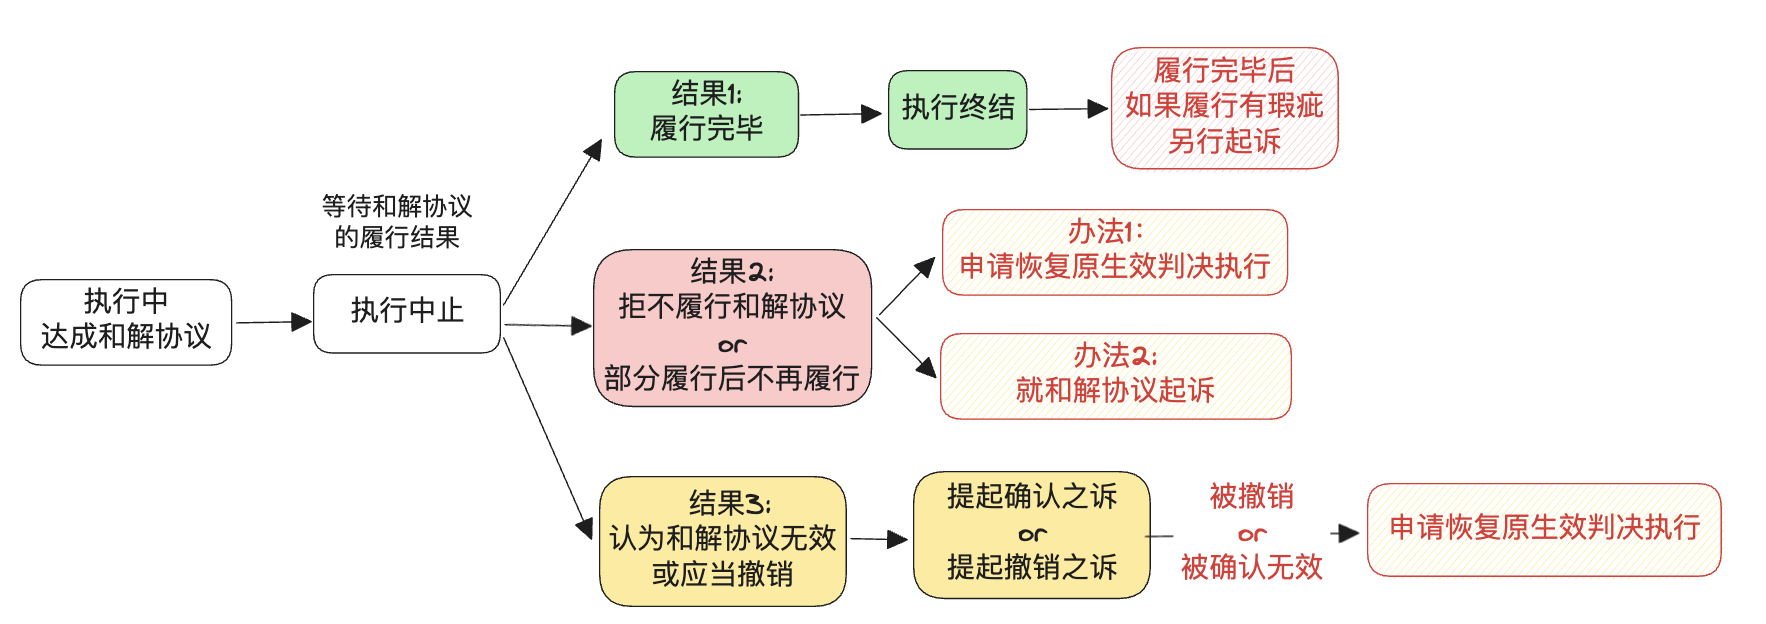 执行中
达成和解协议
等待和解协议
的履行结果
执行中止
结果1:
履行完毕
执行终结
履行完毕后
如果履行有瑕疵
另行起诉
结果2:
拒不履行和解协议
or
部分履行后不再履行
办法1:
申请恢复原生效判决执行
办法2:
就和解协议起诉
结果3:
认为和解协议无效
或应当撤销
提起确认之诉
or
提起撤销之诉
被撤销
or
被确认无效
申请恢复原生效判决执行